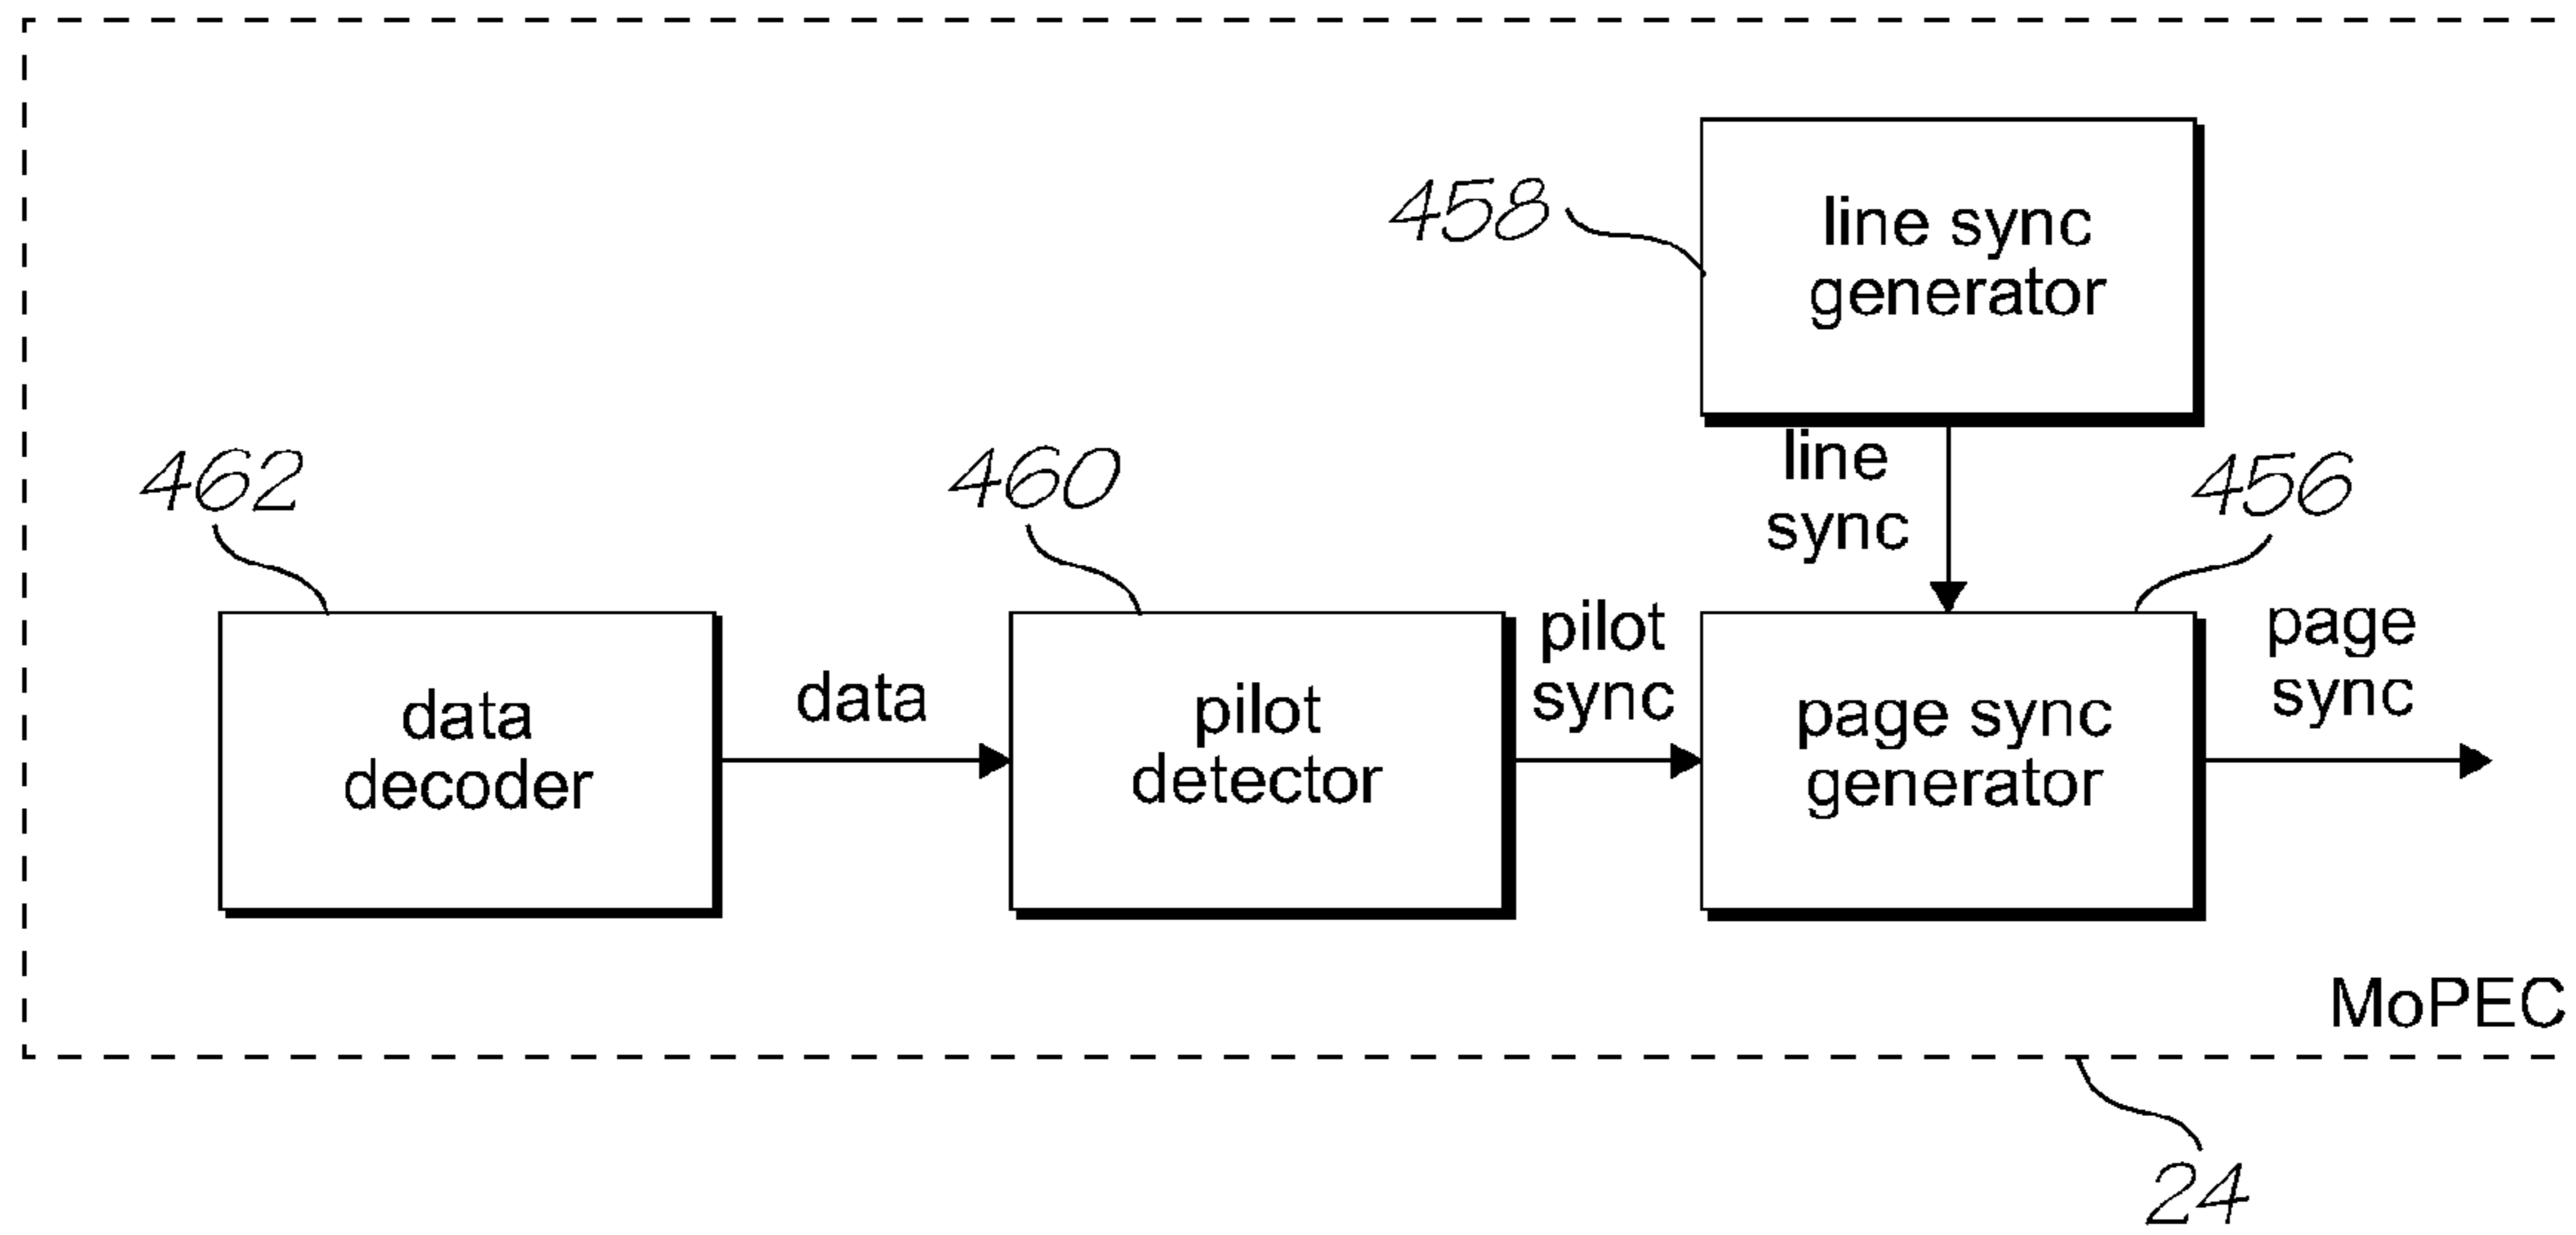 458
line sync
generator
line
sync
462
460
456
data
decoder
data
pilot
detector
pilot
sync
page sync
generator
page
sync
MoPEC
24